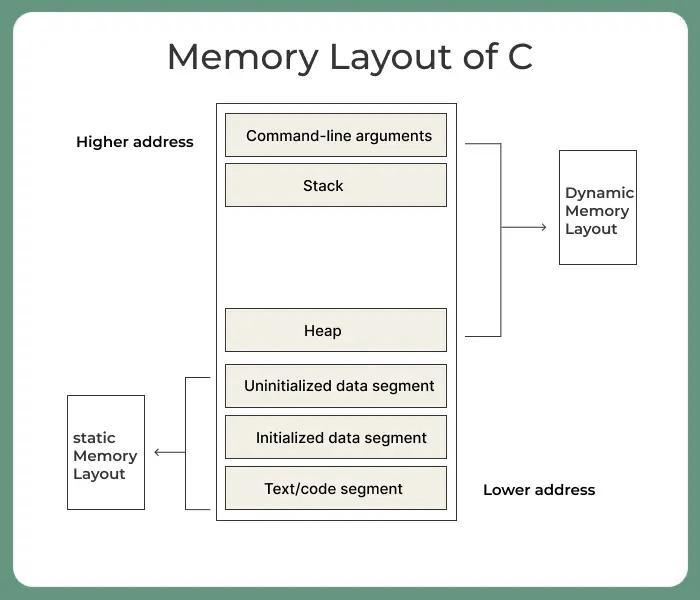 Memory Layout of C
Higher address
Command-line arguments
Stack
Dynamic
Memory
Layout
Heap
Uninitialized data segment
Initialized data segment
Text/code segment
static
Memory
Layout
Lower address